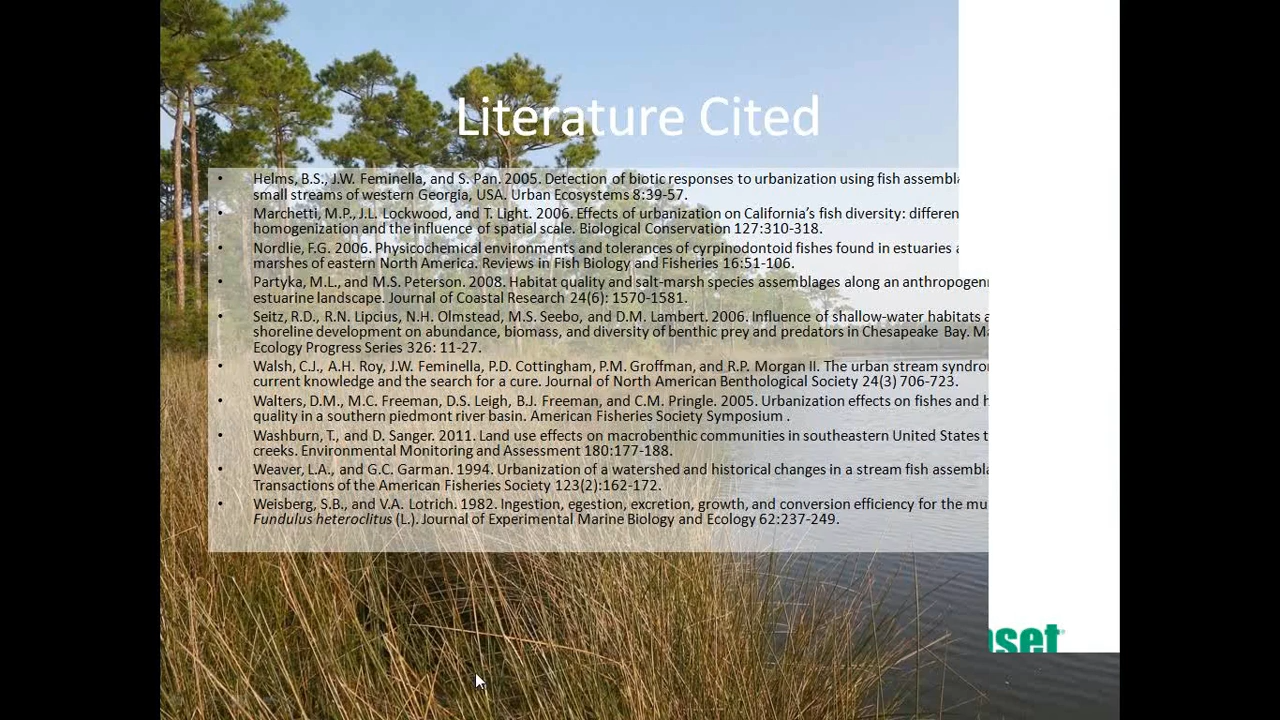 Literature Cited
• Helms, B.S., J.W. Feminella, and S. Pan. 2005. Detection of biotic responses to urbanization using fish
small streams of western Georgia, USA. Urban Ecosystems 8:39-57.
• Marchetti, M.P., J.L. Lockwood, and T. Light. 2006. Effects of urbanization on California’s fish diversity:
homogenization and the influence of spatial scale. Biological Conservation 127:310-318.
• Nordlie, F.G. 2006. Physicochemical environments and tolerances of cyrpinodontoid fishes found in estuaries
marshes of eastern North America. Reviews in Fish Biology and Fisheries 16:51-106.
• Partyka, M.L., and M.S. Peterson. 2008. Habitat quality and salt-marsh species assemblages along an
estuarine landscape. Journal of Coastal Research 24(6): 1570-1581.
• Seitz, R.D., R.N. Lipcius, N.H. Olmstead, M.S. Seebo, and D.M. Lambert. 2006. Influence of shallow-water habitats
shoreline development on abundance, biomass, and diversity of benthic prey and predators in Chesapeake Bay.
Ecology Progress Series 326: 11-27.
• Walsh, C.J., A.H. Roy, J.W. Feminella, P.D. Cottingham, P.M. Groffman, and R.P. Morgan II. The urban stream
current knowledge and the search for a cure. Journal of North American Benthological Society 24(3) 706-723.
• Walters, D.M., M.C. Freeman, D.S. Leigh, B.J. Freeman, and C.M. Pringle. 2005. Urbanization effects on fishes and
quality in a southern piedmont river basin. American Fisheries Society Symposium .
• Washburn, T., and D. Sanger. 2011. Land use effects on macrobenthic communities in southeastern United States
creeks. Environmental Monitoring and Assessment 180:177-188.
• Weaver, L.A., and G.C. Garman. 1994. Urbanization of a watershed and historical changes in a stream fish
Transactions of the American Fisheries Society 123(2):162-172.
• Weisberg, S.B., and V.A. Lotrich. 1982. Ingestion, egestion, excretion, growth, and conversion efficiency for the
Fundulus heteroclitus (L.). Journal of Experimental Marine Biology and Ecology 62:237-249.